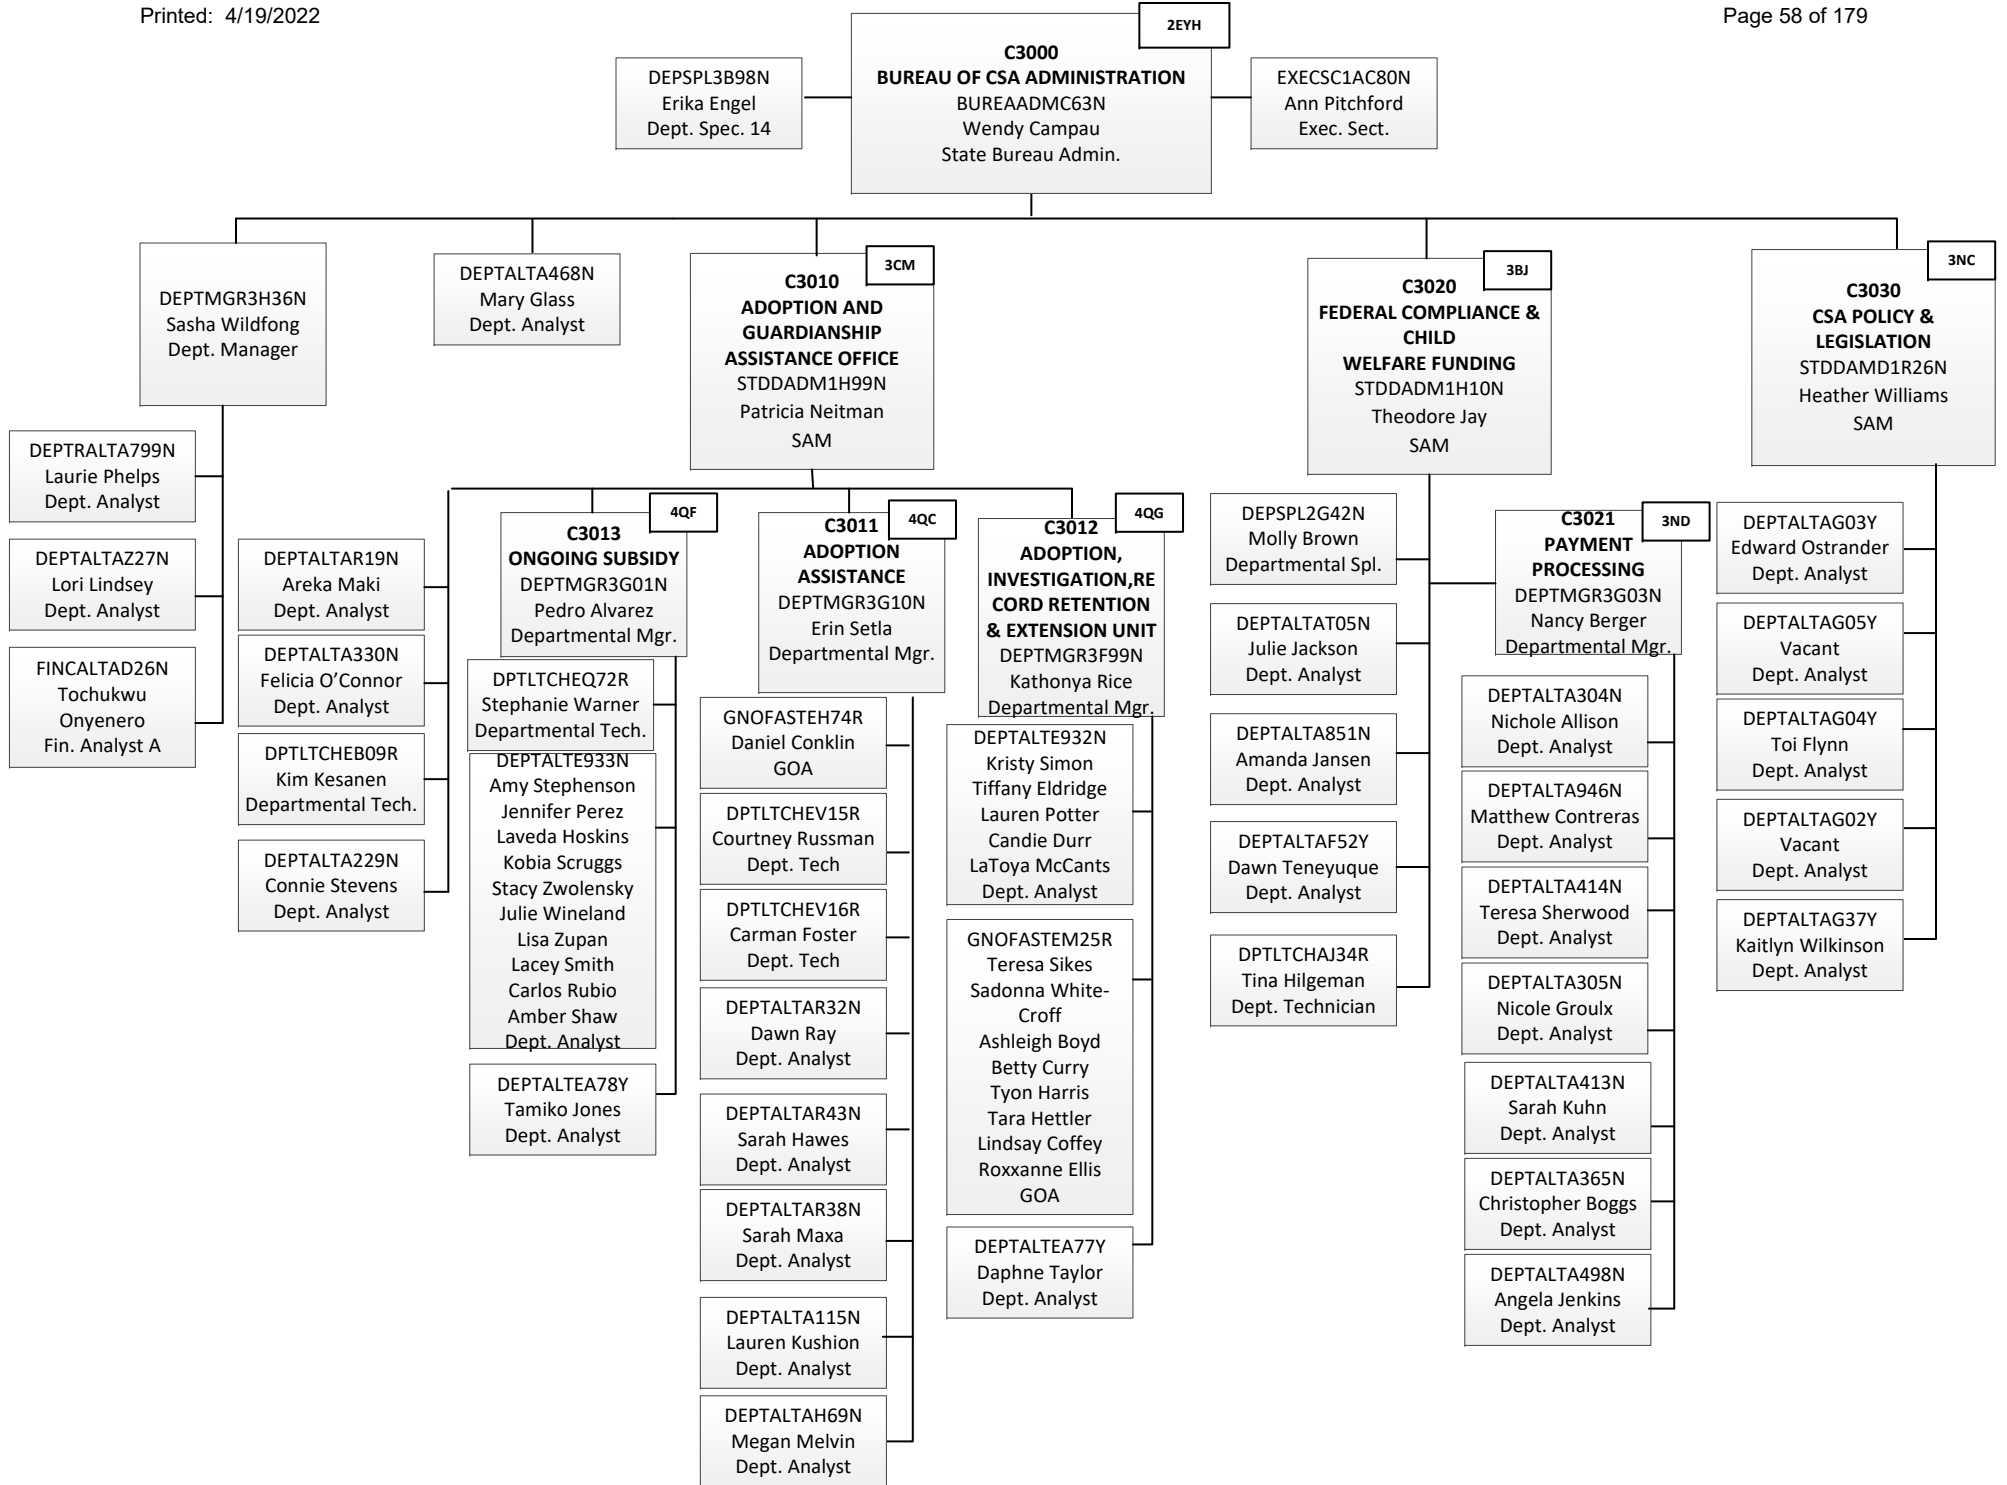 Printed: 4/19/2022
Page 58 of 179
2EYH
C3000
BUREAU OF CSA ADMINISTRATION
BUREAADMC63N
Wendy Campau
State Bureau Admin.
DEPSPL3B98N
Erika Engel
Dept. Spec. 14
EXECSC1AC80N
Ann Pitchford
Exec. Sect.
DEPTMGR3H36N
Sasha Wildfong
Dept. Manager
DEPTRALTA799N
Laurie Phelps
Dept. Analyst
DEPTALTAZ27N
Lori Lindsey
Dept. Analyst
FINCALTAD26N
Tochukwu
Onyenero
Fin. Analyst A
DEPTALTA468N
Mary Glass
Dept. Analyst
3CM
C3010
ADOPTION AND
GUARDIANSHIP
ASSISTANCE OFFICE
STDDADM1H99N
Patricia Neitman
SAM
DEPTALTAR19N
Areka Maki
Dept. Analyst
DEPTALTA330N
Felicia O’Connor
Dept. Analyst
DPTLTCHEB09R
Kim Kesanen
Departmental Tech.
DEPTALTA229N
Connie Stevens
Dept. Analyst
4QF
C3013
ONGOING SUBSIDY
DEPTMGR3G01N
Pedro Alvarez
Departmental Mgr.
DPTLTCHEQ72R
Stephanie Warner
Departmental Tech.
DEPTALTE933N
Amy Stephenson
Jennifer Perez
Laveda Hoskins
Kobia Scruggs
Stacy Zwolensky
Julie Wineland
Lisa Zupan
Lacey Smith
Carlos Rubio
Amber Shaw
Dept. Analyst
DEPTALTEA78Y
Tamiko Jones
Dept. Analyst
4QC
C3011
ADOPTION
ASSISTANCE
DEPTMGR3G10N
Erin Setla
Departmental Mgr.
GNOFASTEH74R
Daniel Conklin
GOA
DPTLTCHEV15R
Courtney Russman
Dept. Tech
DPTLTCHEV16R
Carman Foster
Dept. Tech
DEPTALTAR32N
Dawn Ray
Dept. Analyst
DEPTALTAR43N
Sarah Hawes
Dept. Analyst
DEPTALTAR38N
Sarah Maxa
Dept. Analyst
DEPTALTA115N
Lauren Kushion
Dept. Analyst
DEPTALTAH69N
Megan Melvin
Dept. Analyst
4QG
C3012
ADOPTION,
INVESTIGATION,RE
CORD RETENTION
& EXTENSION UNIT
DEPTMGR3F99N
Kathonya Rice
Departmental Mgr.
DEPTALTE932N
Kristy Simon
Tiffany Eldridge
Lauren Potter
Candie Durr
LaToya McCants
Dept. Analyst
GNOFASTEM25R
Teresa Sikes
Sadonna White-
Croff
Ashleigh Boyd
Betty Curry
Tyon Harris
Tara Hettler
Lindsay Coffey
Roxxanne Ellis
GOA
DEPTALTEA77Y
Daphne Taylor
Dept. Analyst
3BJ
C3020
FEDERAL COMPLIANCE &
CHILD
WELFARE FUNDING
STDDADM1H10N
Theodore Jay
SAM
DEPSPL2G42N
Molly Brown
Departmental Spl.
DEPTALTAT05N
Julie Jackson
Dept. Analyst
DEPTALTA851N
Amanda Jansen
Dept. Analyst
DEPTALTAF52Y
Dawn Teneyuque
Dept. Analyst
DPTLTCHAJ34R
Tina Hilgeman
Dept. Technician
3ND
C3021
PAYMENT
PROCESSING
DEPTMGR3G03N
Nancy Berger
Departmental Mgr.
DEPTALTA304N
Nichole Allison
Dept. Analyst
DEPTALTA946N
Matthew Contreras
Dept. Analyst
DEPTALTA414N
Teresa Sherwood
Dept. Analyst
DEPTALTA305N
Nicole Groulx
Dept. Analyst
DEPTALTA413N
Sarah Kuhn
Dept. Analyst
DEPTALTA365N
Christopher Boggs
Dept. Analyst
DEPTALTA498N
Angela Jenkins
Dept. Analyst
3NC
C3030
CSA POLICY &
LEGISLATION
STDDAMD1R26N
Heather Williams
SAM
DEPTALTAG03Y
Edward Ostrander
Dept. Analyst
DEPTALTAG05Y
Vacant
Dept. Analyst
DEPTALTAG04Y
Toi Flynn
Dept. Analyst
DEPTALTAG02Y
Vacant
Dept. Analyst
DEPTALTAG37Y
Kaitlyn Wilkinson
Dept. Analyst